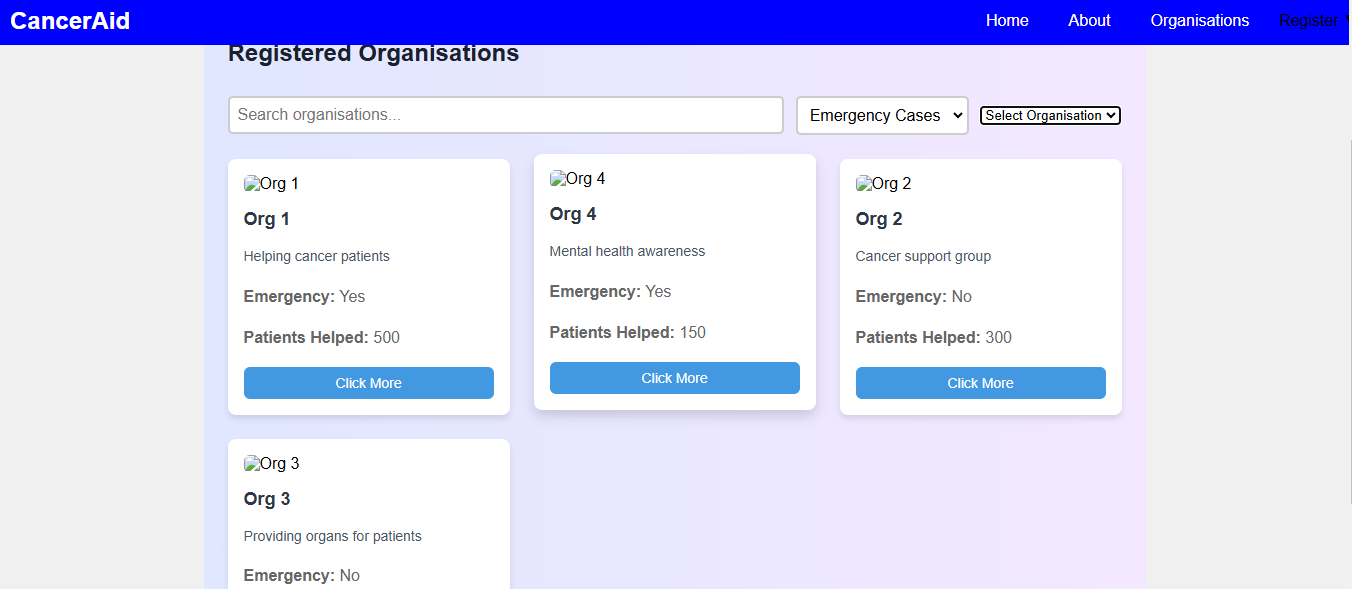 CancerAid Home About Organisations Register
Registered Organisations
Search organisations... Emergency Cases Select Organisation
Org 1
Org 1
Helping cancer patients
Emergency: Yes
Patients Helped: 500
Click More
Org 4
Org 4
Mental health awareness
Emergency: Yes
Patients Helped: 150
Click More
Org 2
Org 2
Cancer support group
Emergency: No
Patients Helped: 300
Click More
Org 3
Org 3
Providing organs for patients
Emergency: No